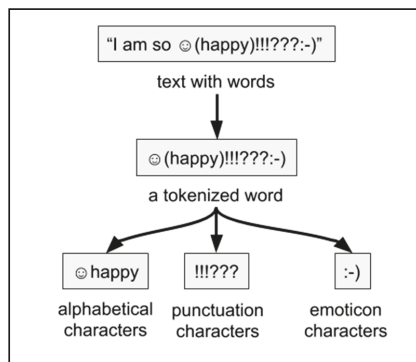 “I am so ☺(happy)!!!???:-)”
text with words
☺(happy)!!!???:-)
a tokenized word
☺happy
!!!???
:-)
alphabetical
characters
punctuation
characters
emoticon
characters